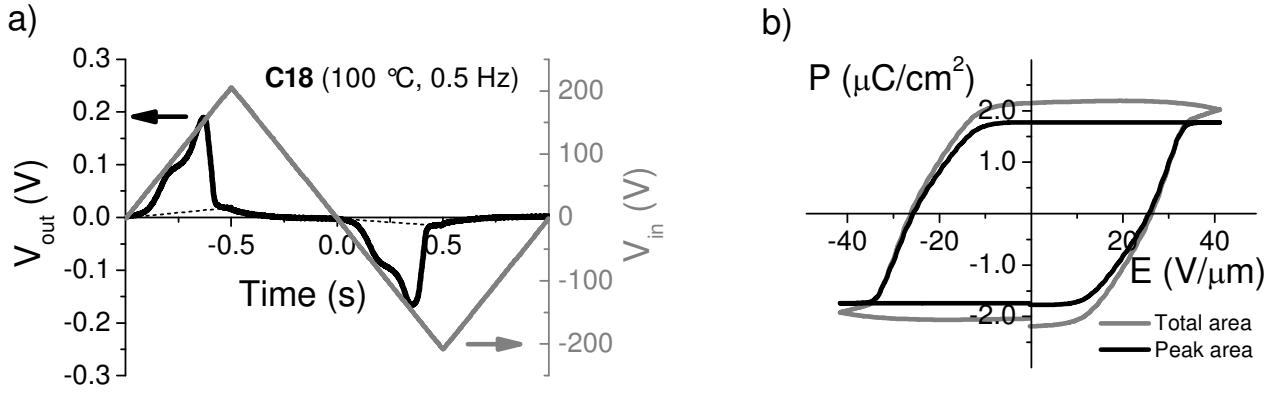 a)
C18 (100 °C, 0.5 Hz)
0.3
0.2
0.1
0.0
-0.1
-0.2
-0.3
V_out (V)
-0.5
0.0
0.5
Time (s)
200
100
0
-100
-200
V_in (V)
b)
P (μC/cm²)
2.0
1.0
-1.0
-2.0
-40
-20
20
40
E (V/μm)
Total area
Peak area